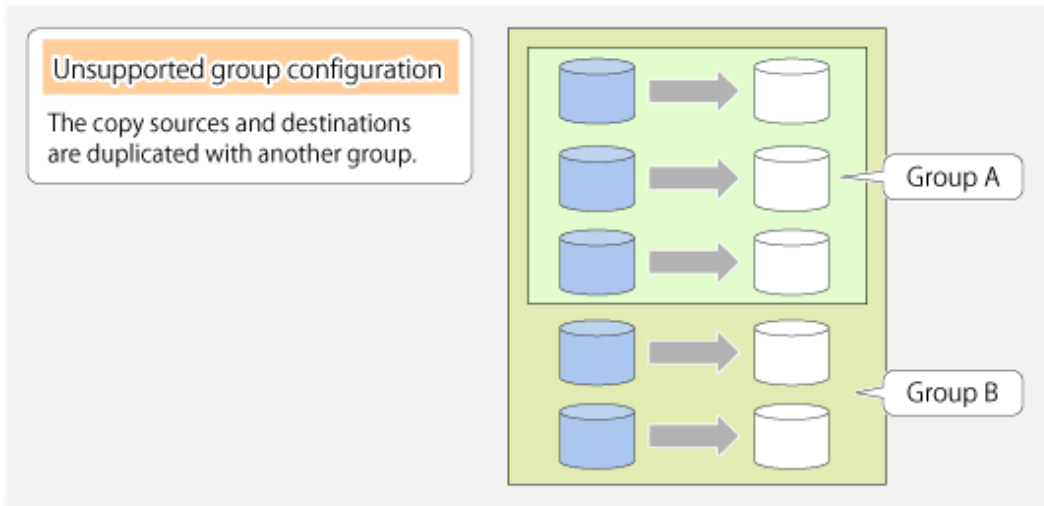 Unsupported group configuration
The copy sources and destinations
are duplicated with another group.
Group A
Group B